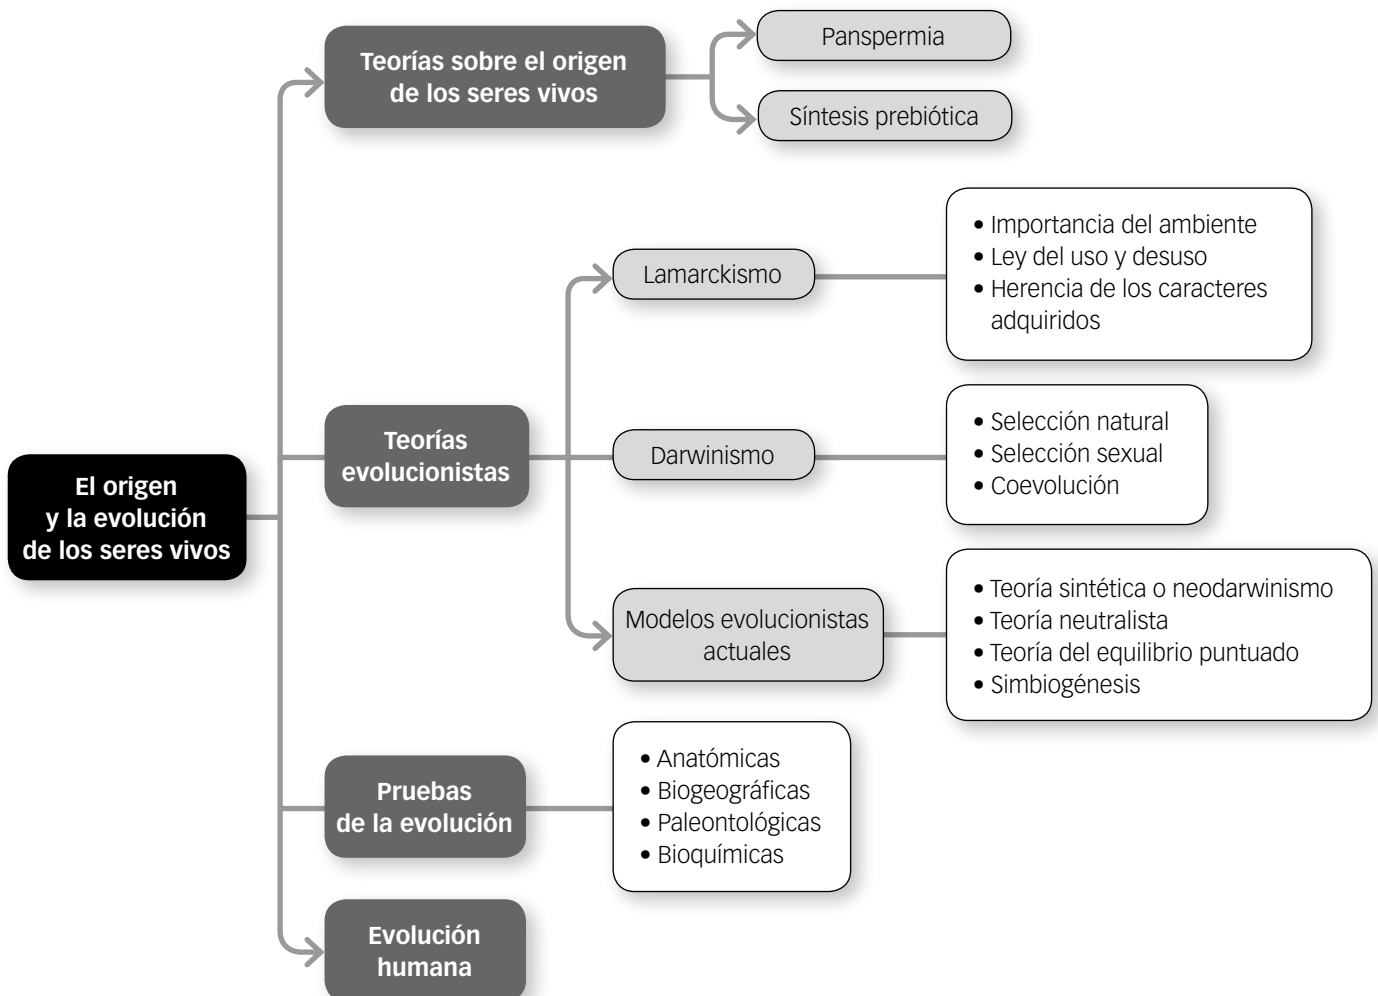 Teorías sobre el origen
de los seres vivos
Panspermia
Síntesis prebiótica
El origen
y la evolución
de los seres vivos
Teorías
evolucionistas
Lamarckismo
• Importancia del ambiente
• Ley del uso y desuso
• Herencia de los caracteres
adquiridos
Darwinismo
• Selección natural
• Selección sexual
• Coevolución
Modelos evolucionistas
actuales
• Teoría sintética o neodarwinismo
• Teoría neutralista
• Teoría del equilibrio puntuado
• Simbiogénesis
Pruebas
de la evolución
• Anatómicas
• Biogeográficas
• Paleontológicas
• Bioquímicas
Evolución
humana